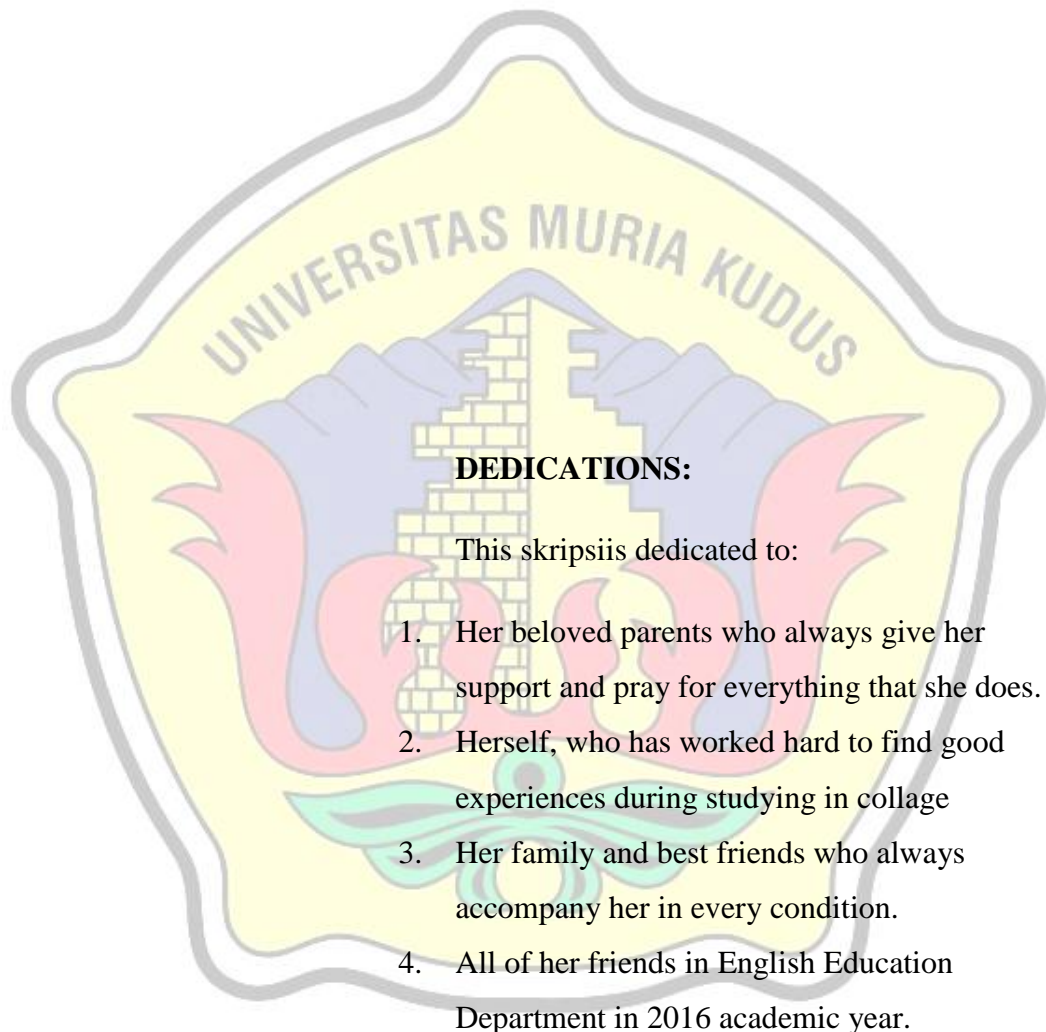 UNIVERSITAS MURIA KUDUS
DEDICATIONS:
This skripsiis dedicated to:
1. Her beloved parents who always give her
support and pray for everything that she does.
2. Herself, who has worked hard to find good
experiences during studying in collage
3. Her family and best friends who always
accompany her in every condition.
4. All of her friends in English Education
Department in 2016 academic year.